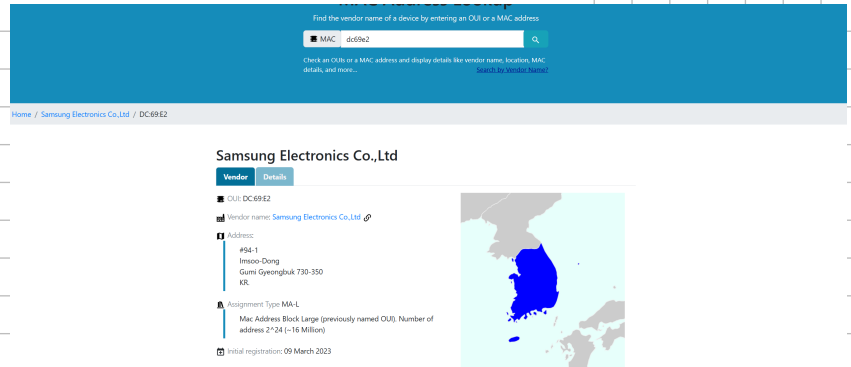 MAC Address Lookup
Find the vendor name of a device by entering an OUI or a MAC address
MAC dc69e2
Check an OUIs or a MAC address and display details like vendor name, location, MAC
details, and more... Search by Vendor Name?
Home / Samsung Electronics Co.,Ltd / DC:69:E2
Samsung Electronics Co.,Ltd
Vendor Details
OUI: DC:69:E2
Vendor name: Samsung Electronics Co.,Ltd
Address:
#94-1
Imsoo-Dong
Gumi Gyeongbuk 730-350
KR.
Assignment Type MA-L
Mac Address Block Large (previously named OUI). Number of
address 2^24 (~16 Million)
Initial registration: 09 March 2023